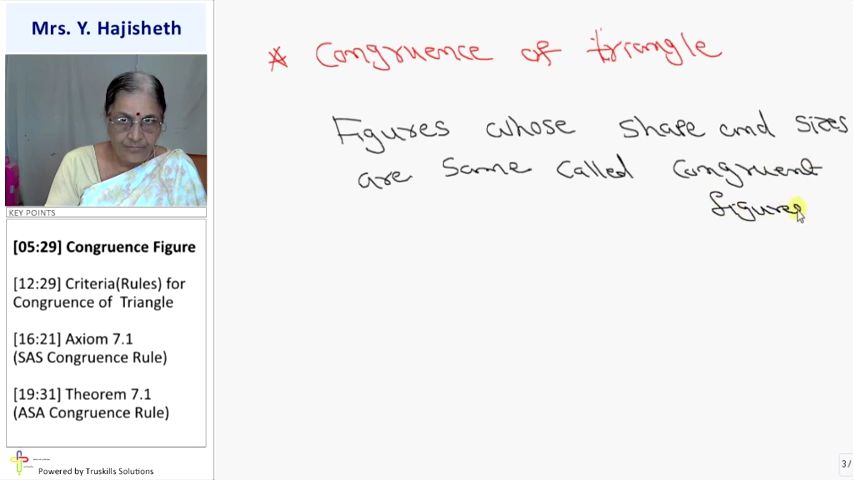 Mrs. Y. Hajisheth
KEY POINTS
[05:29] Congruence Figure
[12:29] Criteria(Rules) for
Congruence of Triangle
[16:21] Axiom 7.1
(SAS Congruence Rule)
[19:31] Theorem 7.1
(ASA Congruence Rule)
Powered by Truskills Solutions
* Congruence of triangle
Figures whose shape and sizes
are same called Congruent
figures
3/